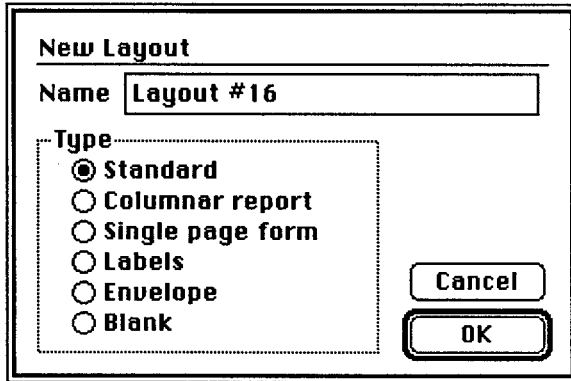 New Layout
Name Layout #16
Type
Standard
Columnar report
Single page form
Labels
Envelope
Blank
Cancel
OK